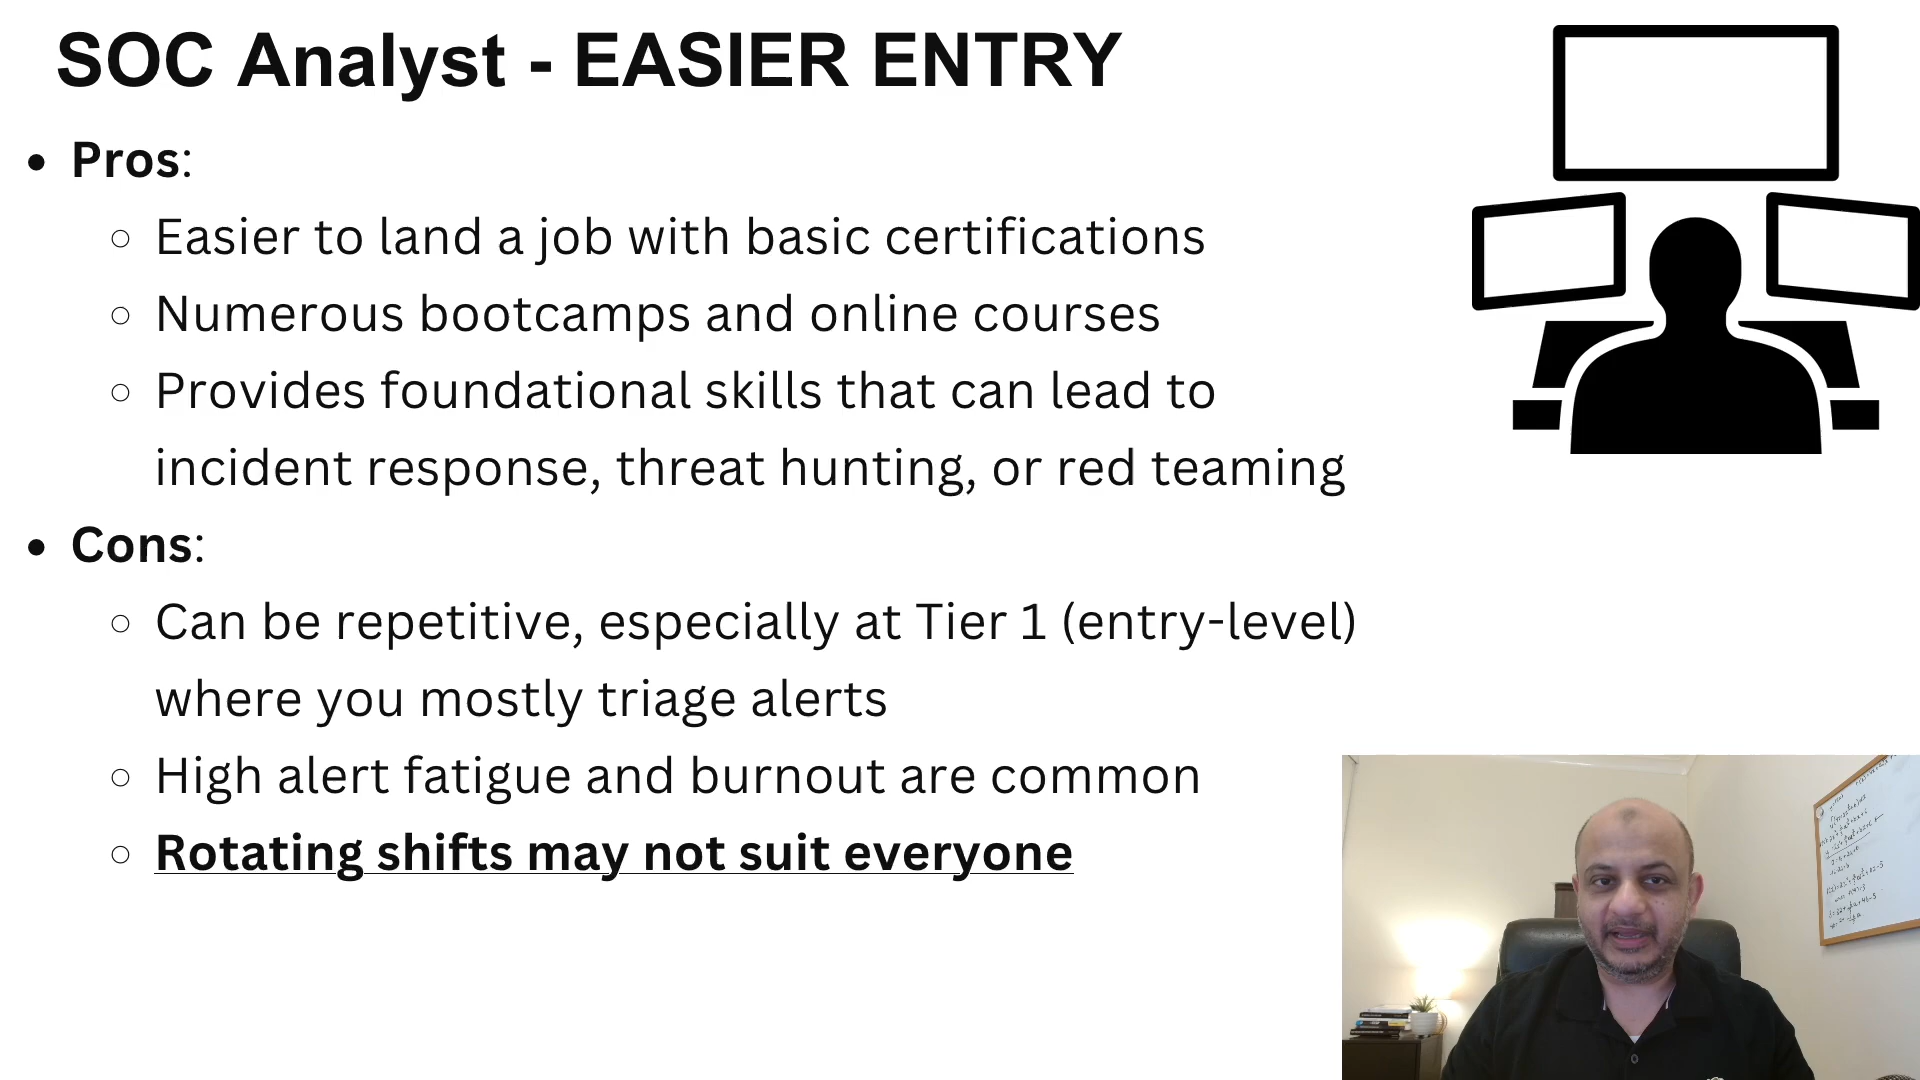 SOC Analyst - EASIER ENTRY
• Pros:
○ Easier to land a job with basic certifications
○ Numerous bootcamps and online courses
○ Provides foundational skills that can lead to
incident response, threat hunting, or red teaming
• Cons:
○ Can be repetitive, especially at Tier 1 (entry-level)
where you mostly triage alerts
○ High alert fatigue and burnout are common
○ Rotating shifts may not suit everyone